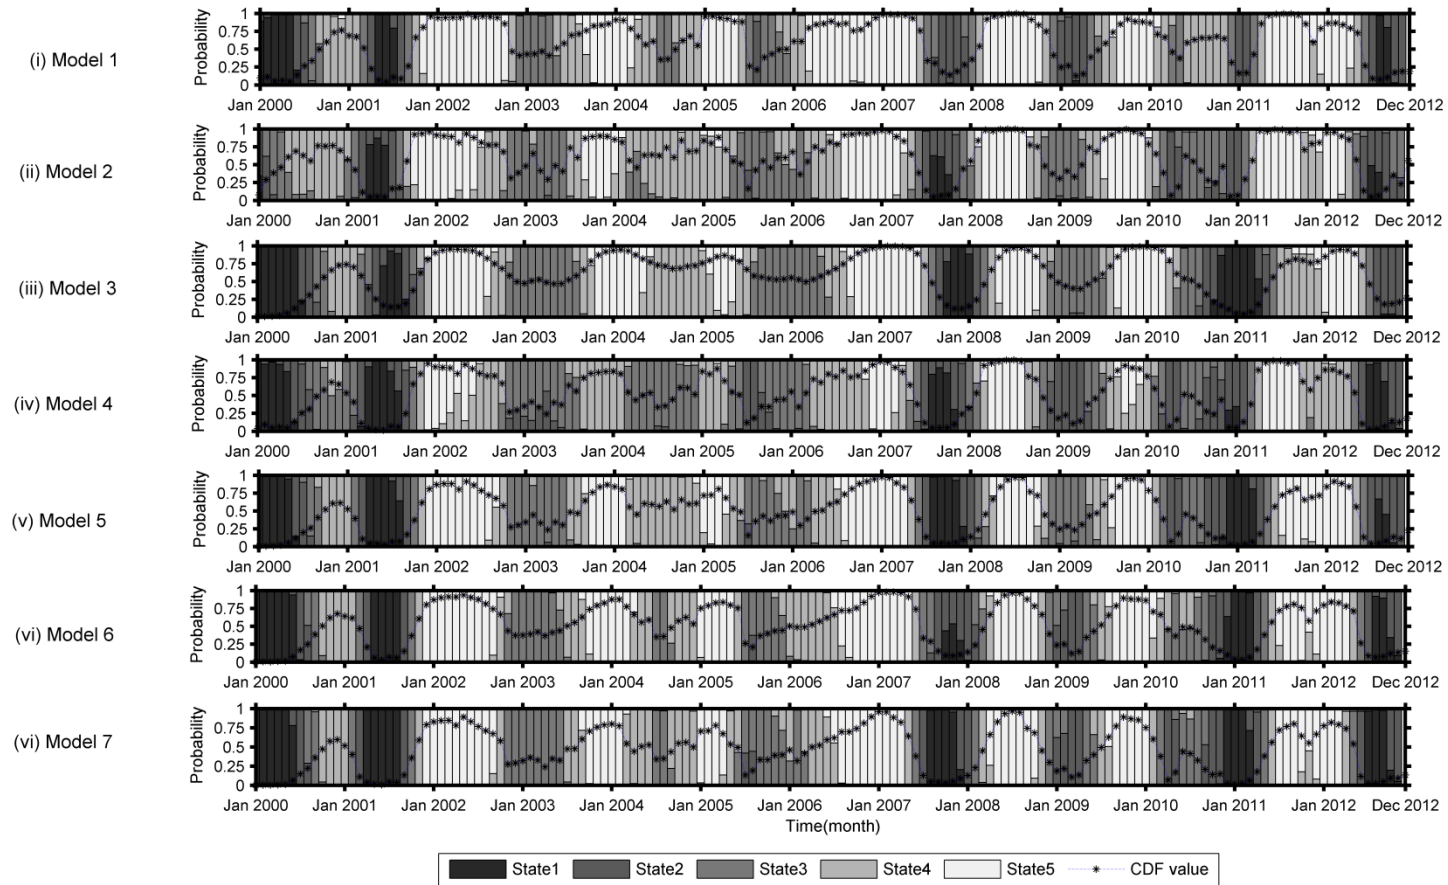 (i) Model 1
Probability
1
0.75
0.5
0.25
0
Jan 2000 Jan 2001 Jan 2002 Jan 2003 Jan 2004 Jan 2005 Jan 2006 Jan 2007 Jan 2008 Jan 2009 Jan 2010 Jan 2011 Jan 2012 Dec 2012
(ii) Model 2
Probability
1
0.75
0.5
0.25
0
Jan 2000 Jan 2001 Jan 2002 Jan 2003 Jan 2004 Jan 2005 Jan 2006 Jan 2007 Jan 2008 Jan 2009 Jan 2010 Jan 2011 Jan 2012 Dec 2012
(iii) Model 3
Probability
1
0.75
0.5
0.25
0
Jan 2000 Jan 2001 Jan 2002 Jan 2003 Jan 2004 Jan 2005 Jan 2006 Jan 2007 Jan 2008 Jan 2009 Jan 2010 Jan 2011 Jan 2012 Dec 2012
(iv) Model 4
Probability
1
0.75
0.5
0.25
0
Jan 2000 Jan 2001 Jan 2002 Jan 2003 Jan 2004 Jan 2005 Jan 2006 Jan 2007 Jan 2008 Jan 2009 Jan 2010 Jan 2011 Jan 2012 Dec 2012
(v) Model 5
Probability
1
0.75
0.5
0.25
0
Jan 2000 Jan 2001 Jan 2002 Jan 2003 Jan 2004 Jan 2005 Jan 2006 Jan 2007 Jan 2008 Jan 2009 Jan 2010 Jan 2011 Jan 2012 Dec 2012
(vi) Model 6
Probability
1
0.75
0.5
0.25
0
Jan 2000 Jan 2001 Jan 2002 Jan 2003 Jan 2004 Jan 2005 Jan 2006 Jan 2007 Jan 2008 Jan 2009 Jan 2010 Jan 2011 Jan 2012 Dec 2012
(vi) Model 7
Probability
1
0.75
0.5
0.25
0
Jan 2000 Jan 2001 Jan 2002 Jan 2003 Jan 2004 Jan 2005 Jan 2006 Jan 2007 Jan 2008 Jan 2009 Jan 2010 Jan 2011 Jan 2012 Dec 2012
Time(month)
State1 State2 State3 State4 State5 CDF value